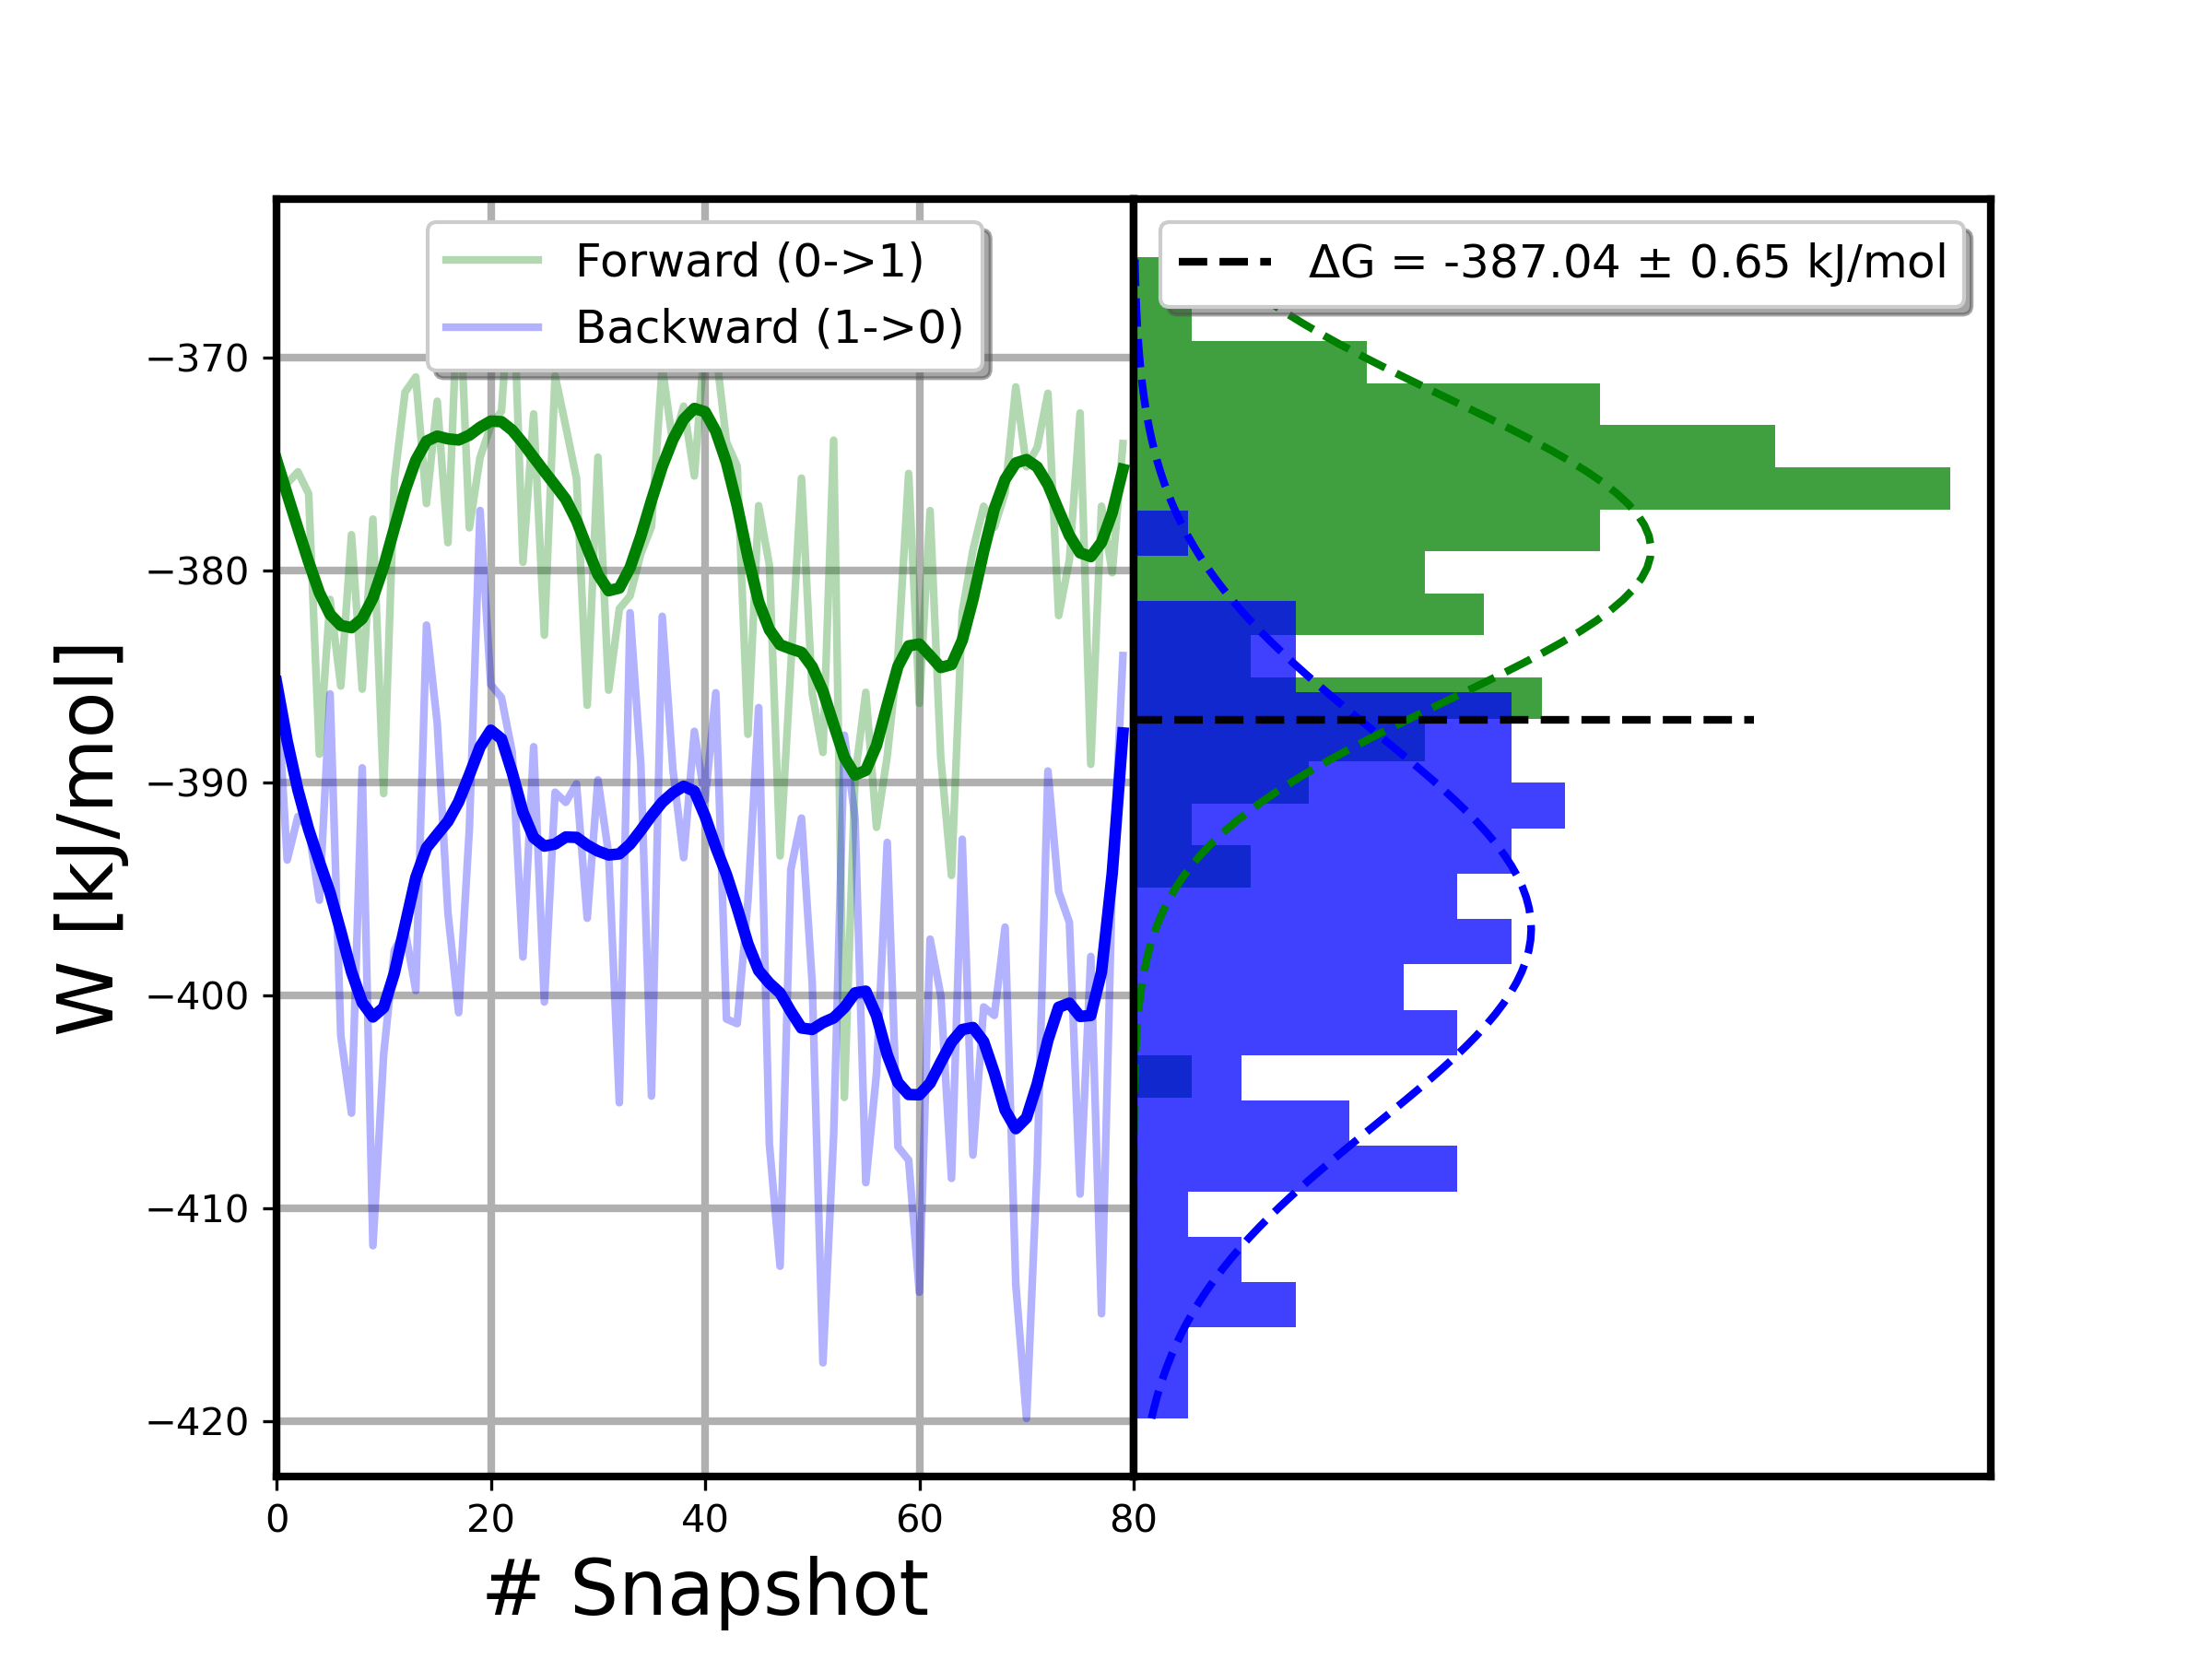 Forward (0->1)
Backward (1->0)
ΔG = -387.04 ± 0.65 kJ/mol
W [kJ/mol]
−370
−380
−390
−400
−410
−420
0 20 40 60 80
# Snapshot